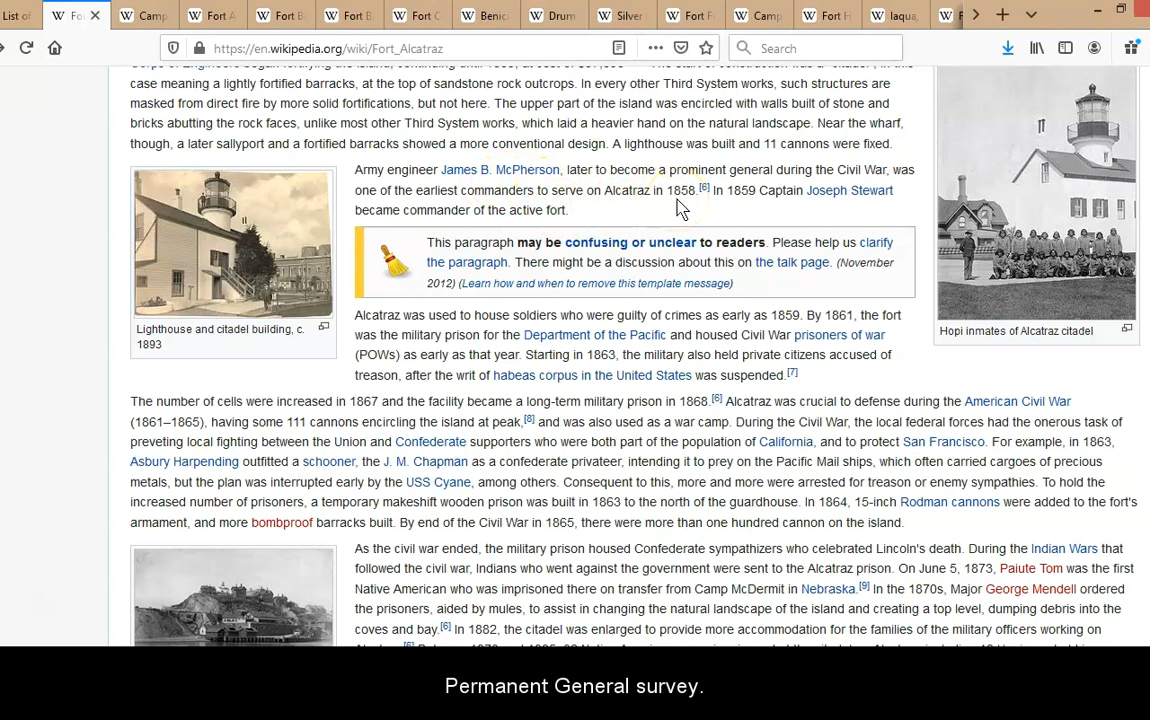 List of
Fo
Camp
Fort A
Fort B
Fort B
Fort C
Benici
Drum
Silver
Fort Fr
Camp
Fort H
Iaqua,
F
https://en.wikipedia.org/wiki/Fort_Alcatraz
Search
case meaning a lightly fortified barracks, at the top of sandstone rock outcrops. In every other Third System works, such structures are
masked from direct fire by more solid fortifications, but not here. The upper part of the island was encircled with walls built of stone and
bricks abutting the rock faces, unlike most other Third System works, which laid a heavier hand on the natural landscape. Near the wharf,
though, a later sallyport and a fortified barracks showed a more conventional design. A lighthouse was built and 11 cannons were fixed.
Army engineer James B. McPherson, later to become a prominent general during the Civil War, was
one of the earliest commanders to serve on Alcatraz in 1858.[6] In 1859 Captain Joseph Stewart
became commander of the active fort.
This paragraph may be confusing or unclear to readers. Please help us clarify
the paragraph. There might be a discussion about this on the talk page. (November
2012) (Learn how and when to remove this template message)
Lighthouse and citadel building, c.
1893
Hopi inmates of Alcatraz citadel
Alcatraz was used to house soldiers who were guilty of crimes as early as 1859. By 1861, the fort
was the military prison for the Department of the Pacific and housed Civil War prisoners of war
(POWs) as early as that year. Starting in 1863, the military also held private citizens accused of
treason, after the writ of habeas corpus in the United States was suspended.[7]
The number of cells were increased in 1867 and the facility became a long-term military prison in 1868.[6] Alcatraz was crucial to defense during the American Civil War
(1861–1865), having some 111 cannons encircling the island at peak,[8] and was also used as a war camp. During the Civil War, the local federal forces had the onerous task of
preveting local fighting between the Union and Confederate supporters who were both part of the population of California, and to protect San Francisco. For example, in 1863,
Asbury Harpending outfitted a schooner, the J. M. Chapman as a confederate privateer, intending it to prey on the Pacific Mail ships, which often carried cargoes of precious
metals, but the plan was interrupted early by the USS Cyane, among others. Consequent to this, more and more were arrested for treason or enemy sympathies. To hold the
increased number of prisoners, a temporary makeshift wooden prison was built in 1863 to the north of the guardhouse. In 1864, 15-inch Rodman cannons were added to the fort's
armament, and more bombproof barracks built. By end of the Civil War in 1865, there were more than one hundred cannon on the island.
As the civil war ended, the military prison housed Confederate sympathizers who celebrated Lincoln's death. During the Indian Wars that
followed the civil war, Indians who went against the government were sent to the Alcatraz prison. On June 5, 1873, Paiute Tom was the first
Native American who was imprisoned there on transfer from Camp McDermit in Nebraska.[9] In the 1870s, Major George Mendell ordered
the prisoners, aided by mules, to assist in changing the natural landscape of the island and creating a top level, dumping debris into the
coves and bay.[6] In 1882, the citadel was enlarged to provide more accommodation for the families of the military officers working on
Permanent General survey.